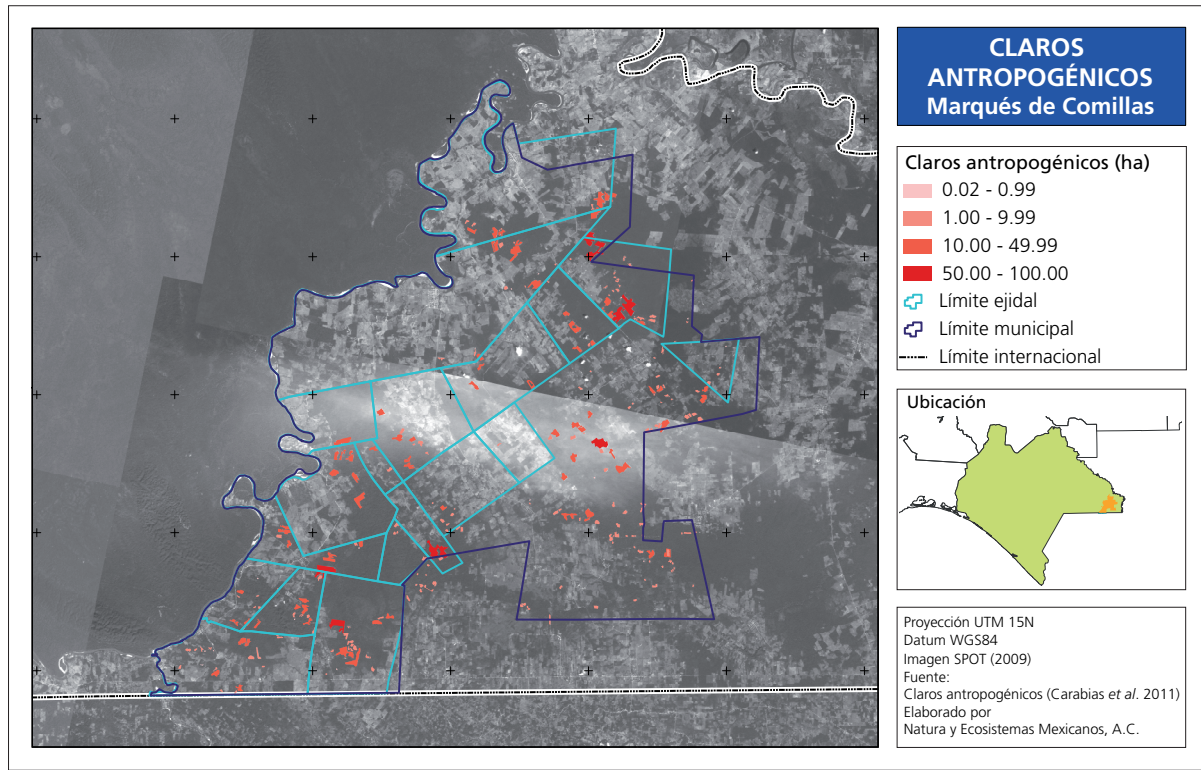 CLAROS
ANTROPOGÉNICOS
Marqués de Comillas
Claros antropogénicos (ha)
0.02 - 0.99
1.00 - 9.99
10.00 - 49.99
50.00 - 100.00
Límite ejidal
Límite municipal
Límite internacional
Ubicación
Proyección UTM 15N
Datum WGS84
Imagen SPOT (2009)
Fuente:
Claros antropogénicos (Carabias et al. 2011)
Elaborado por
Natura y Ecosistemas Mexicanos, A.C.